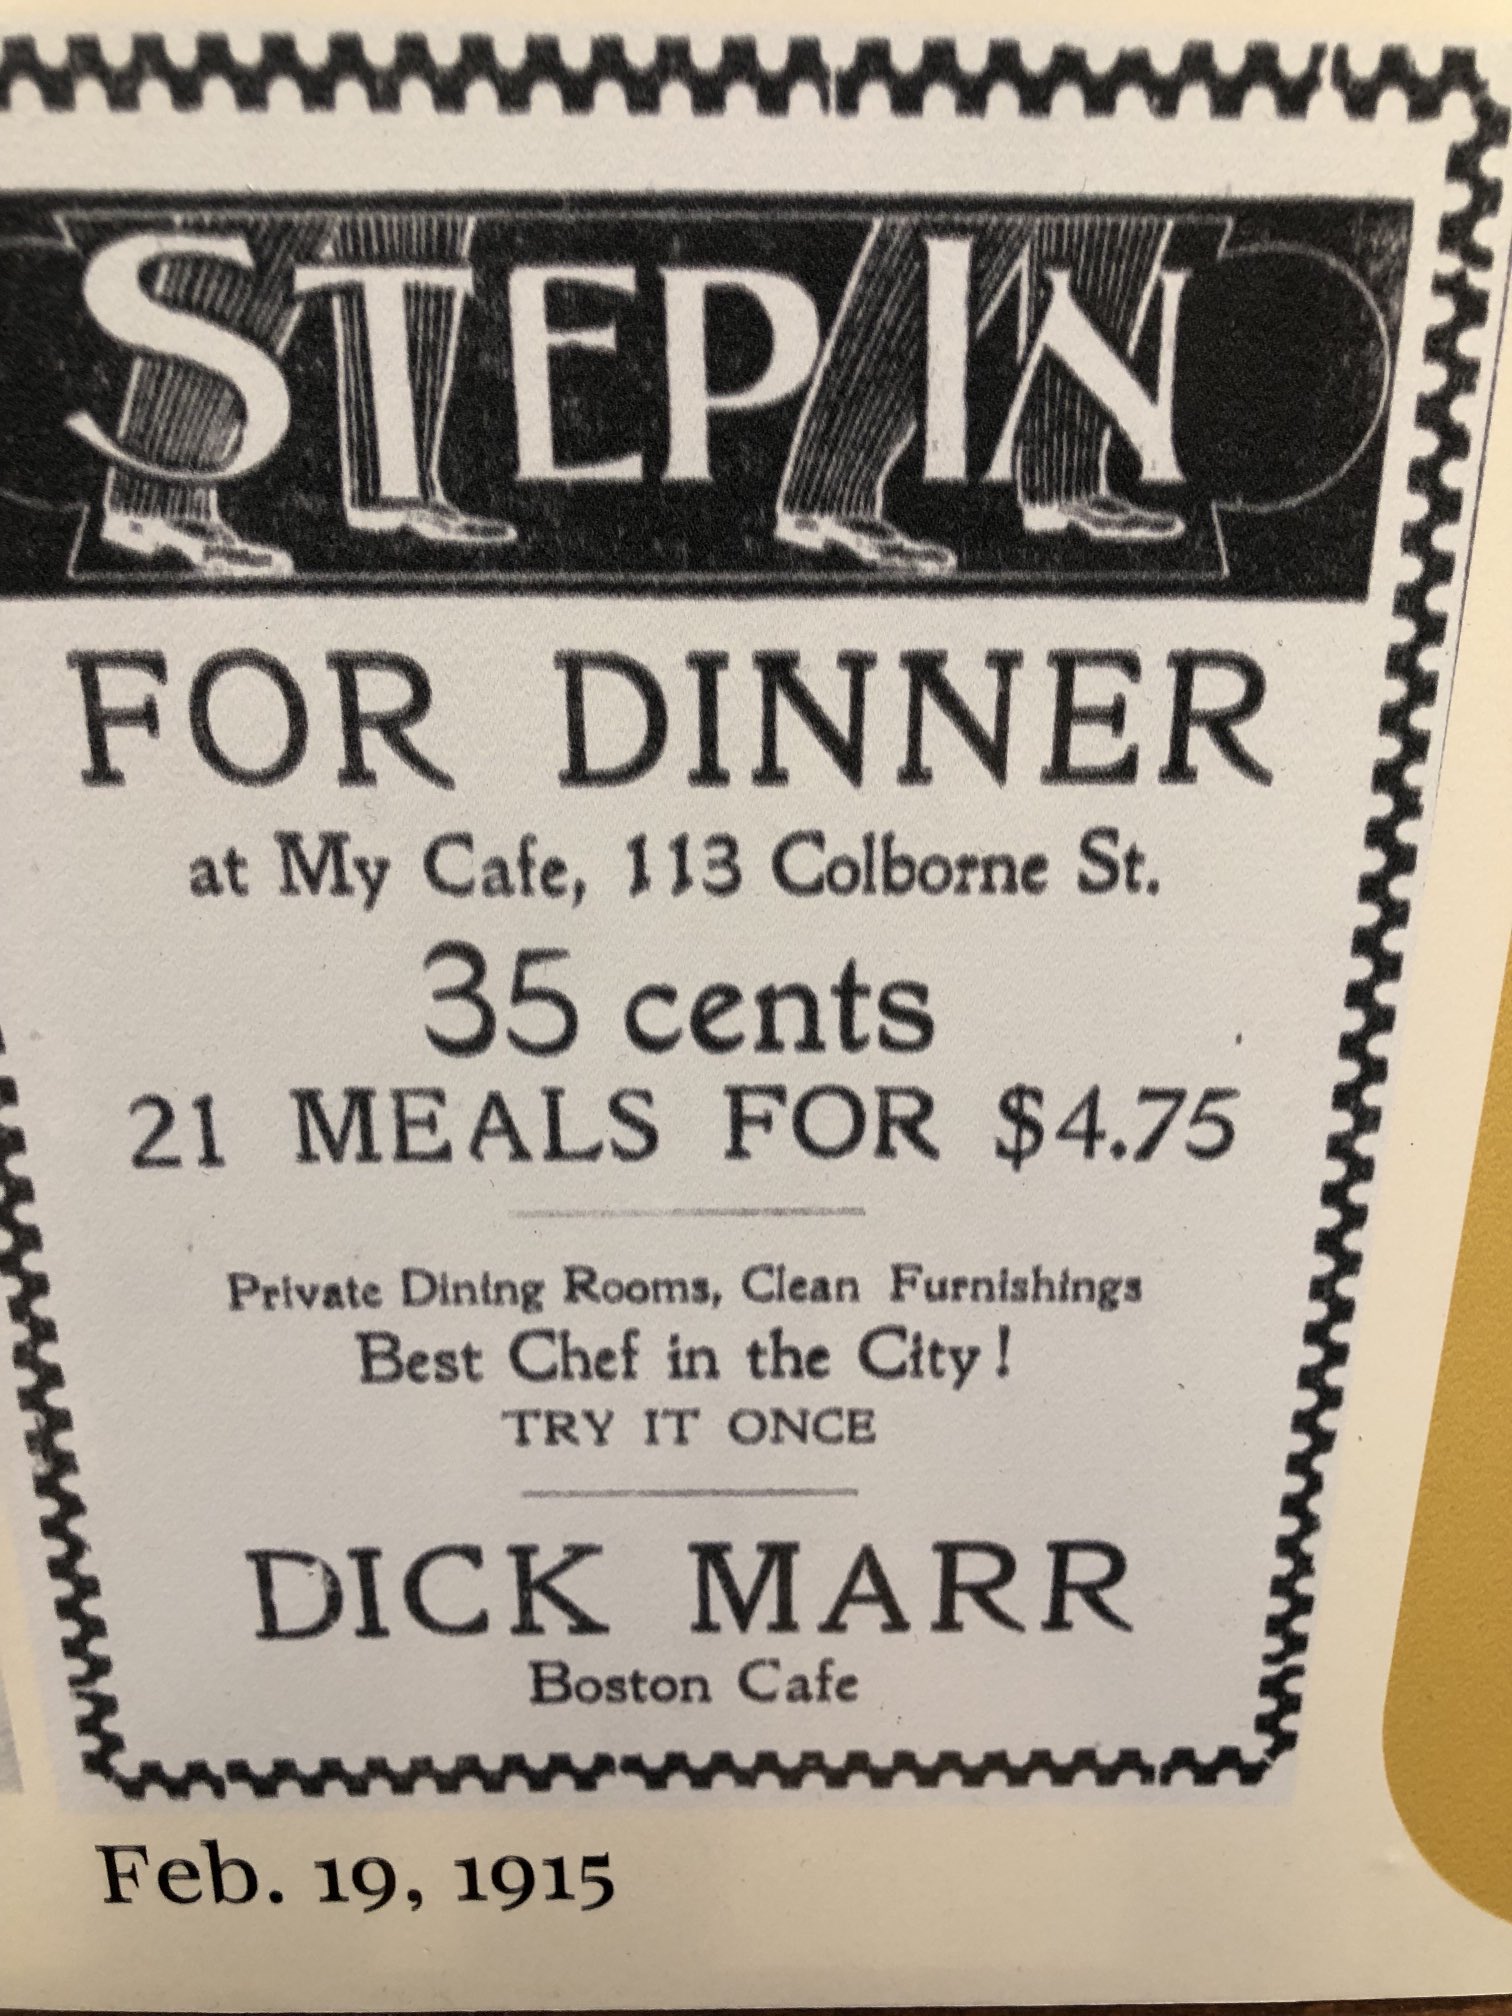 STEP IN
FOR DINNER
at My Cafe, 113 Colborne St.
35 cents
21 MEALS FOR $4.75
Private Dining Rooms, Clean Furnishings
Best Chef in the City!
TRY IT ONCE
DICK MARR
Boston Cafe
Feb. 19, 1915